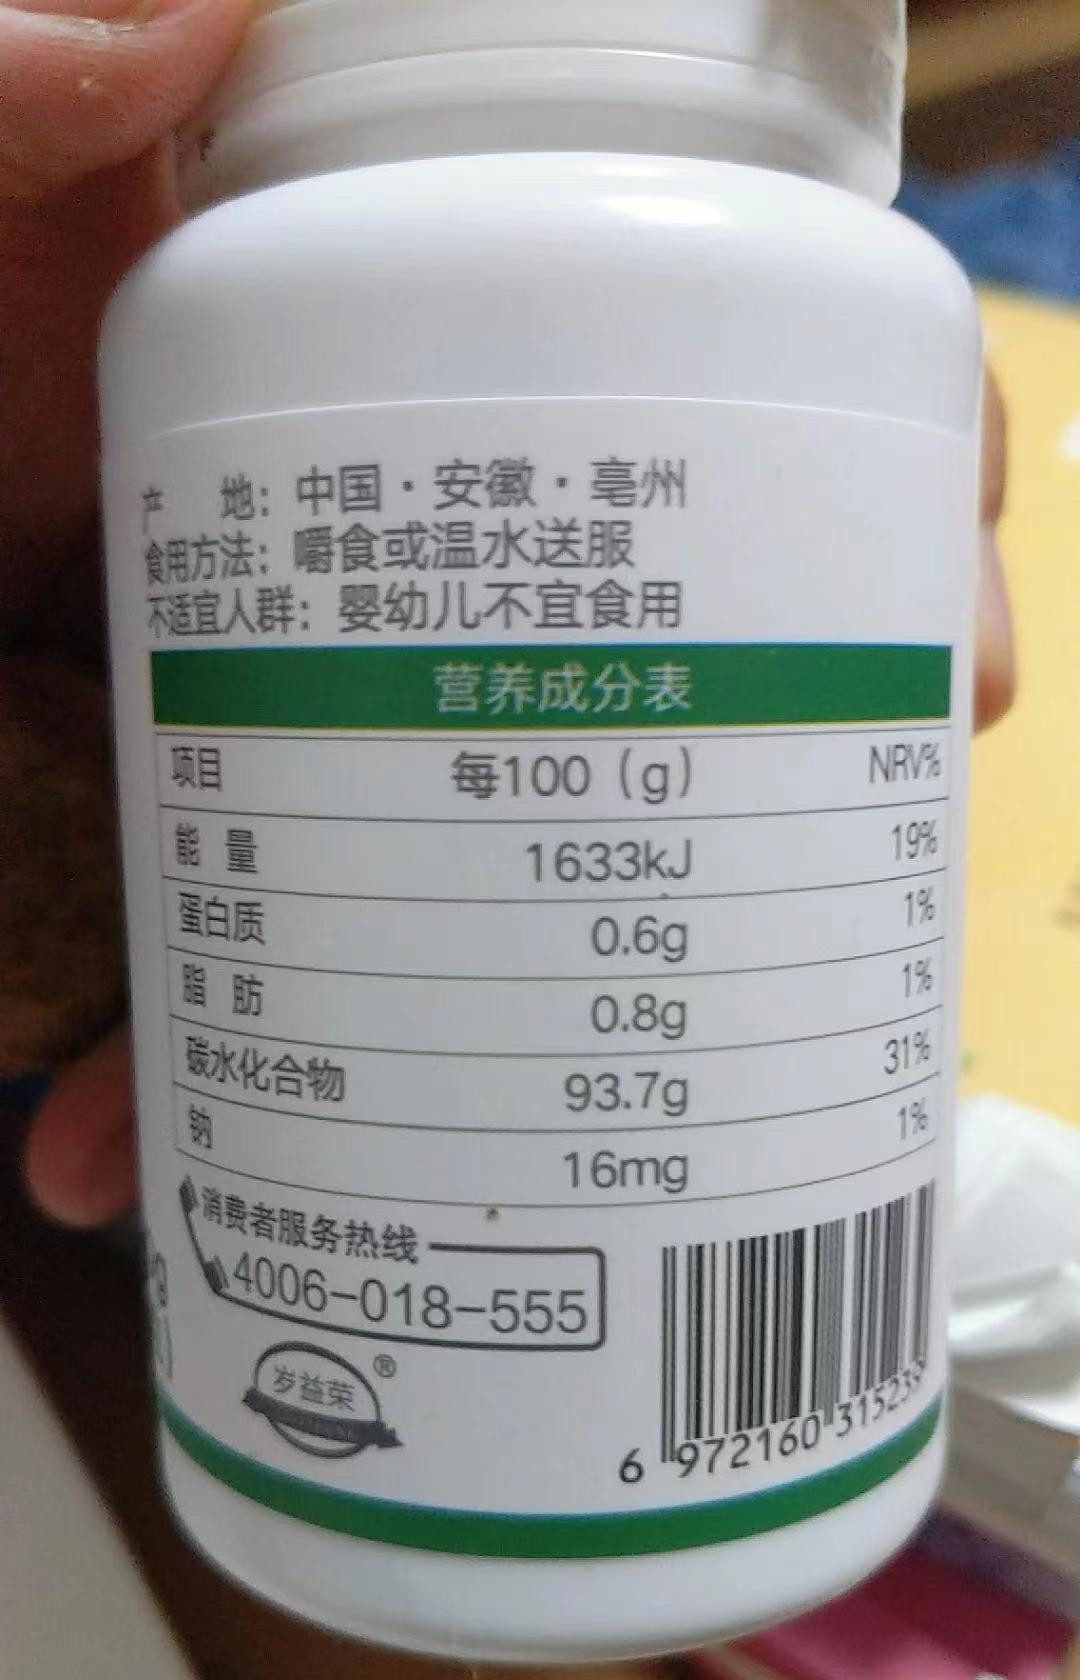 产 地：中国·安徽·亳州
食用方法：嚼食或温水送服
不适宜人群：婴幼儿不宜食用
营养成分表
项目 每100（g） NRV%
能 量 1633kJ 19%
蛋白质 0.6g 1%
脂 肪 0.8g 1%
碳水化合物 93.7g 31%
钠 16mg 1%
消费者服务热线
4006-018-555
岁益荣®
6 972160 315239